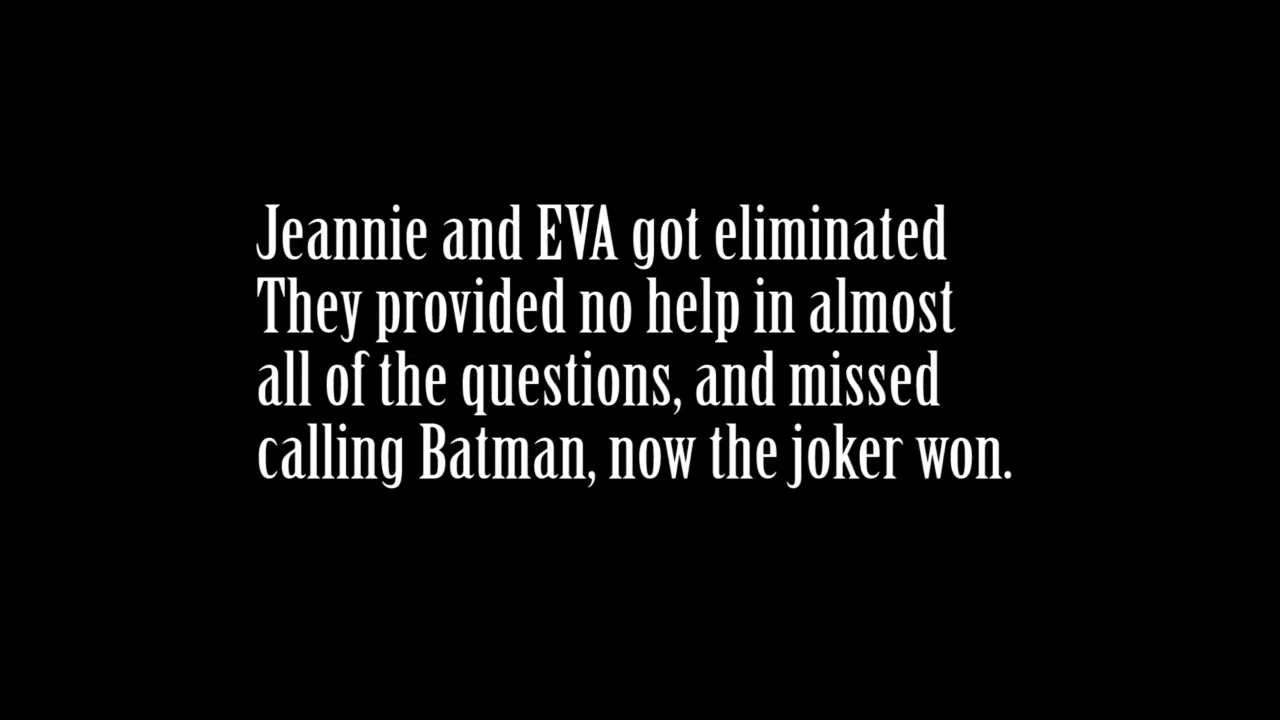 Jeannie and EVA got eliminated
They provided no help in almost
all of the questions, and missed
calling Batman, now the joker won.